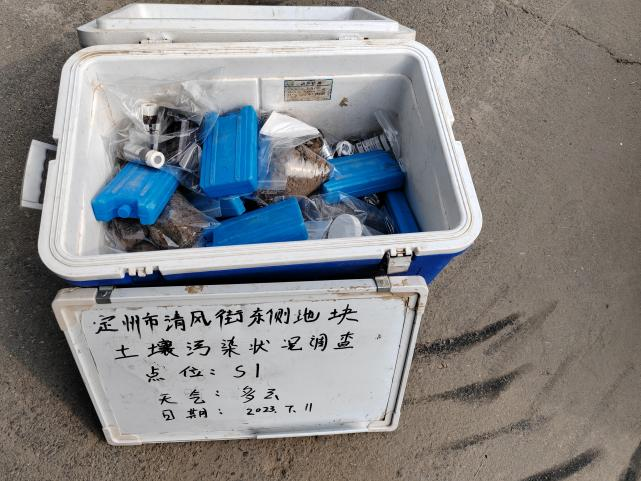 定州市清风街东侧地块
土壤污染状况调查
点位: S1
天气: 多云
日期: 2023.7.11